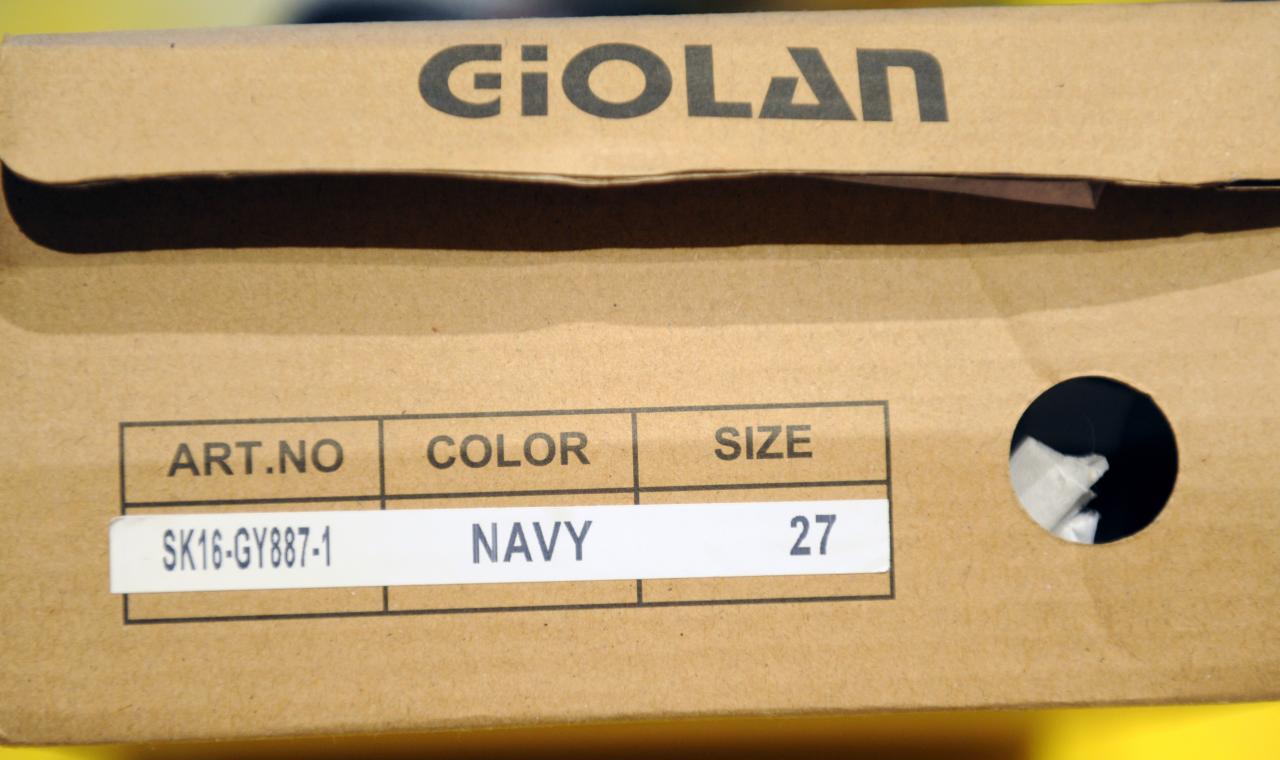 GiOLAN
ART.NO COLOR SIZE
SK16-GY887-1 NAVY 27